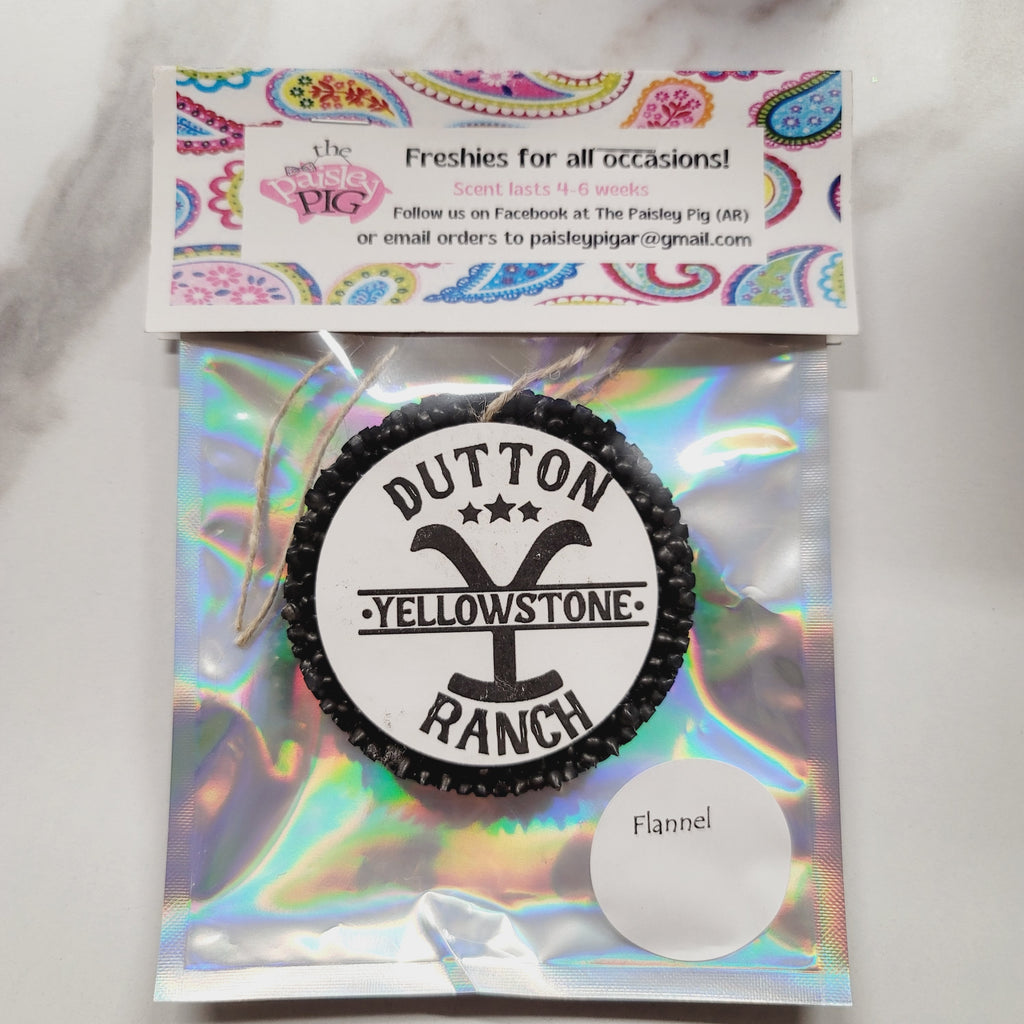 the
Paisley
PIG
Freshies for all occasions!
Scent lasts 4-6 weeks
Follow us on Facebook at The Paisley Pig (AR)
or email orders to paisleypigar@gmail.com
DUTTON
•YELLOWSTONE•
RANCH
Flannel